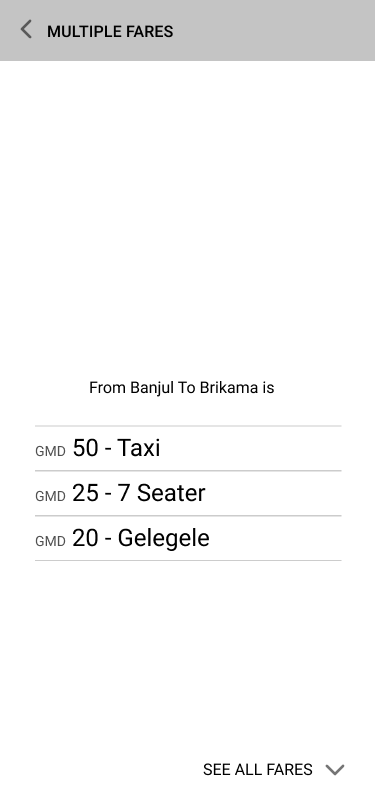 MULTIPLE FARES
From Banjul To Brikama is
GMD 50 - Taxi
GMD 25 - 7 Seater
GMD 20 - Gelegele
SEE ALL FARES